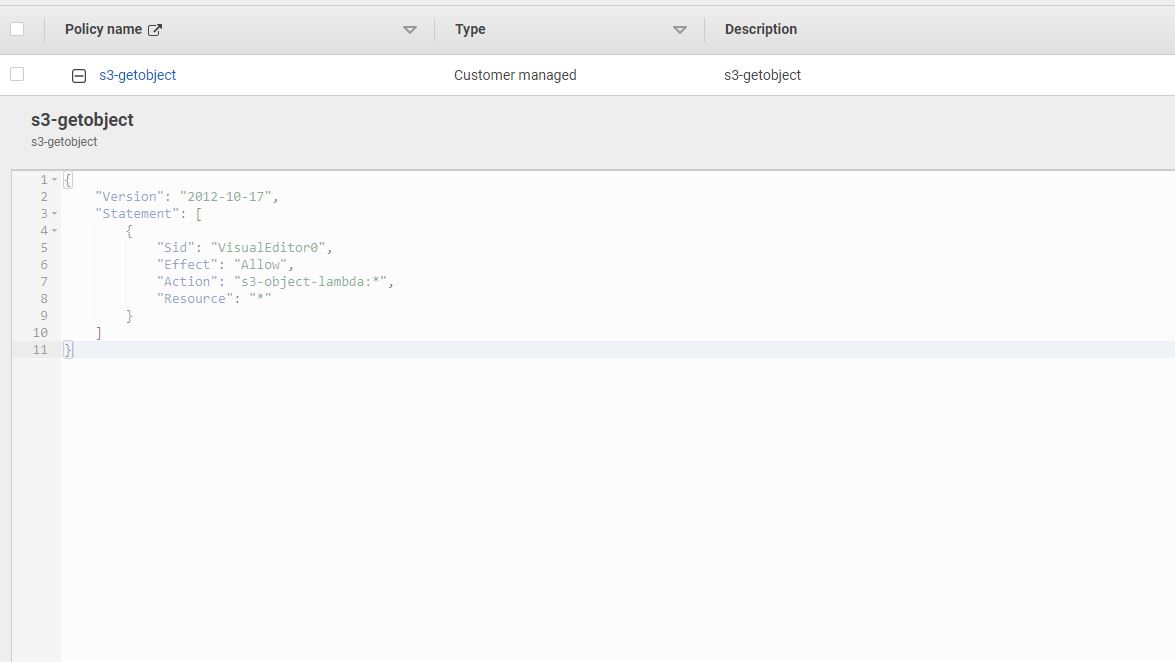 Policy name Type Description
s3-getobject Customer managed s3-getobject
s3-getobject
s3-getobject
1 {
2 "Version": "2012-10-17",
3 "Statement": [
4 {
5 "Sid": "VisualEditor0",
6 "Effect": "Allow",
7 "Action": "s3-object-lambda:*",
8 "Resource": "*"
9 }
10 ]
11 }